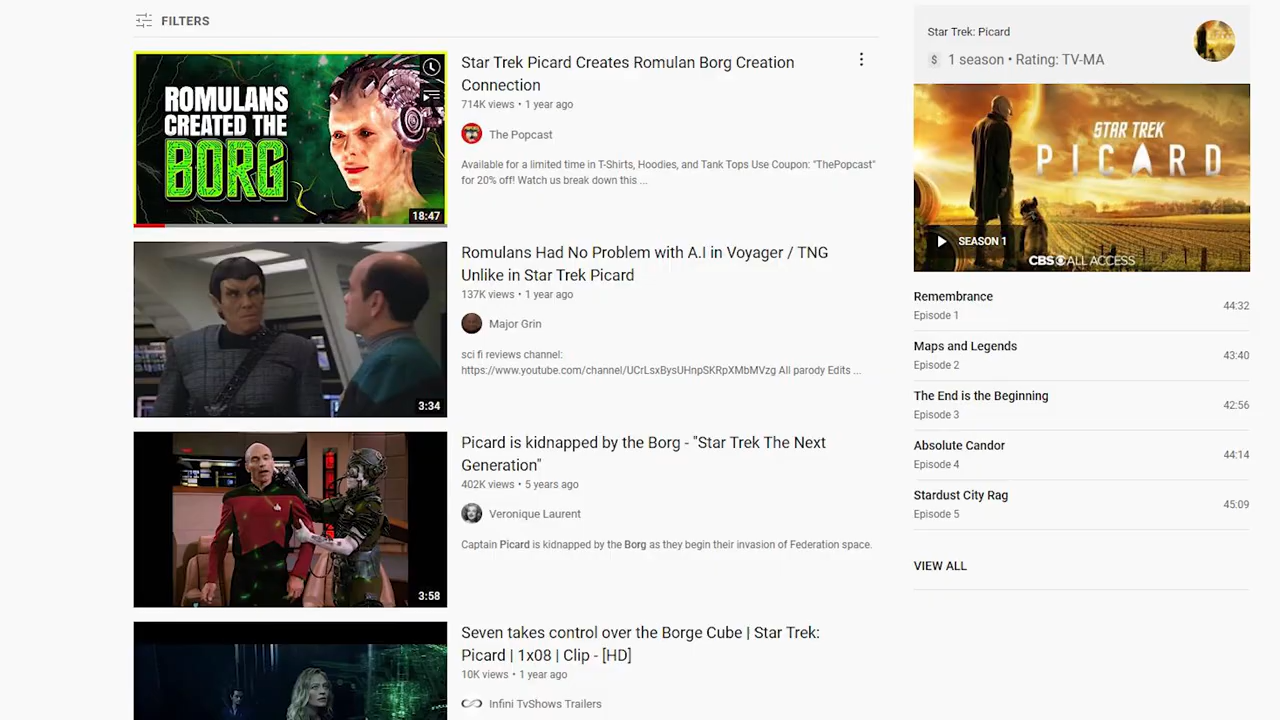 FILTERS
ROMULANS
CREATED THE
BORG
18:47
Star Trek Picard Creates Romulan Borg Creation
Connection
714K views • 1 year ago
The Popcast
Available for a limited time in T-Shirts, Hoodies, and Tank Tops Use Coupon: "ThePopcast"
for 20% off! Watch us break down this ...
3:34
Romulans Had No Problem with A.I in Voyager / TNG
Unlike in Star Trek Picard
137K views • 1 year ago
Major Grin
sci fi reviews channel:
https://www.youtube.com/channel/UCrLsxBysUHnpSKRpXMbMVzg All parody Edits ...
3:58
Picard is kidnapped by the Borg - "Star Trek The Next
Generation"
402K views • 5 years ago
Veronique Laurent
Captain Picard is kidnapped by the Borg as they begin their invasion of Federation space.
Seven takes control over the Borge Cube | Star Trek:
Picard | 1x08 | Clip - [HD]
10K views • 1 year ago
Infini TvShows Trailers
Star Trek: Picard
$ 1 season • Rating: TV-MA
STAR TREK
PICARD
SEASON 1
CBS ALL ACCESS
Remembrance
Episode 1
44:32
Maps and Legends
Episode 2
43:40
The End is the Beginning
Episode 3
42:56
Absolute Candor
Episode 4
44:14
Stardust City Rag
Episode 5
45:09
VIEW ALL